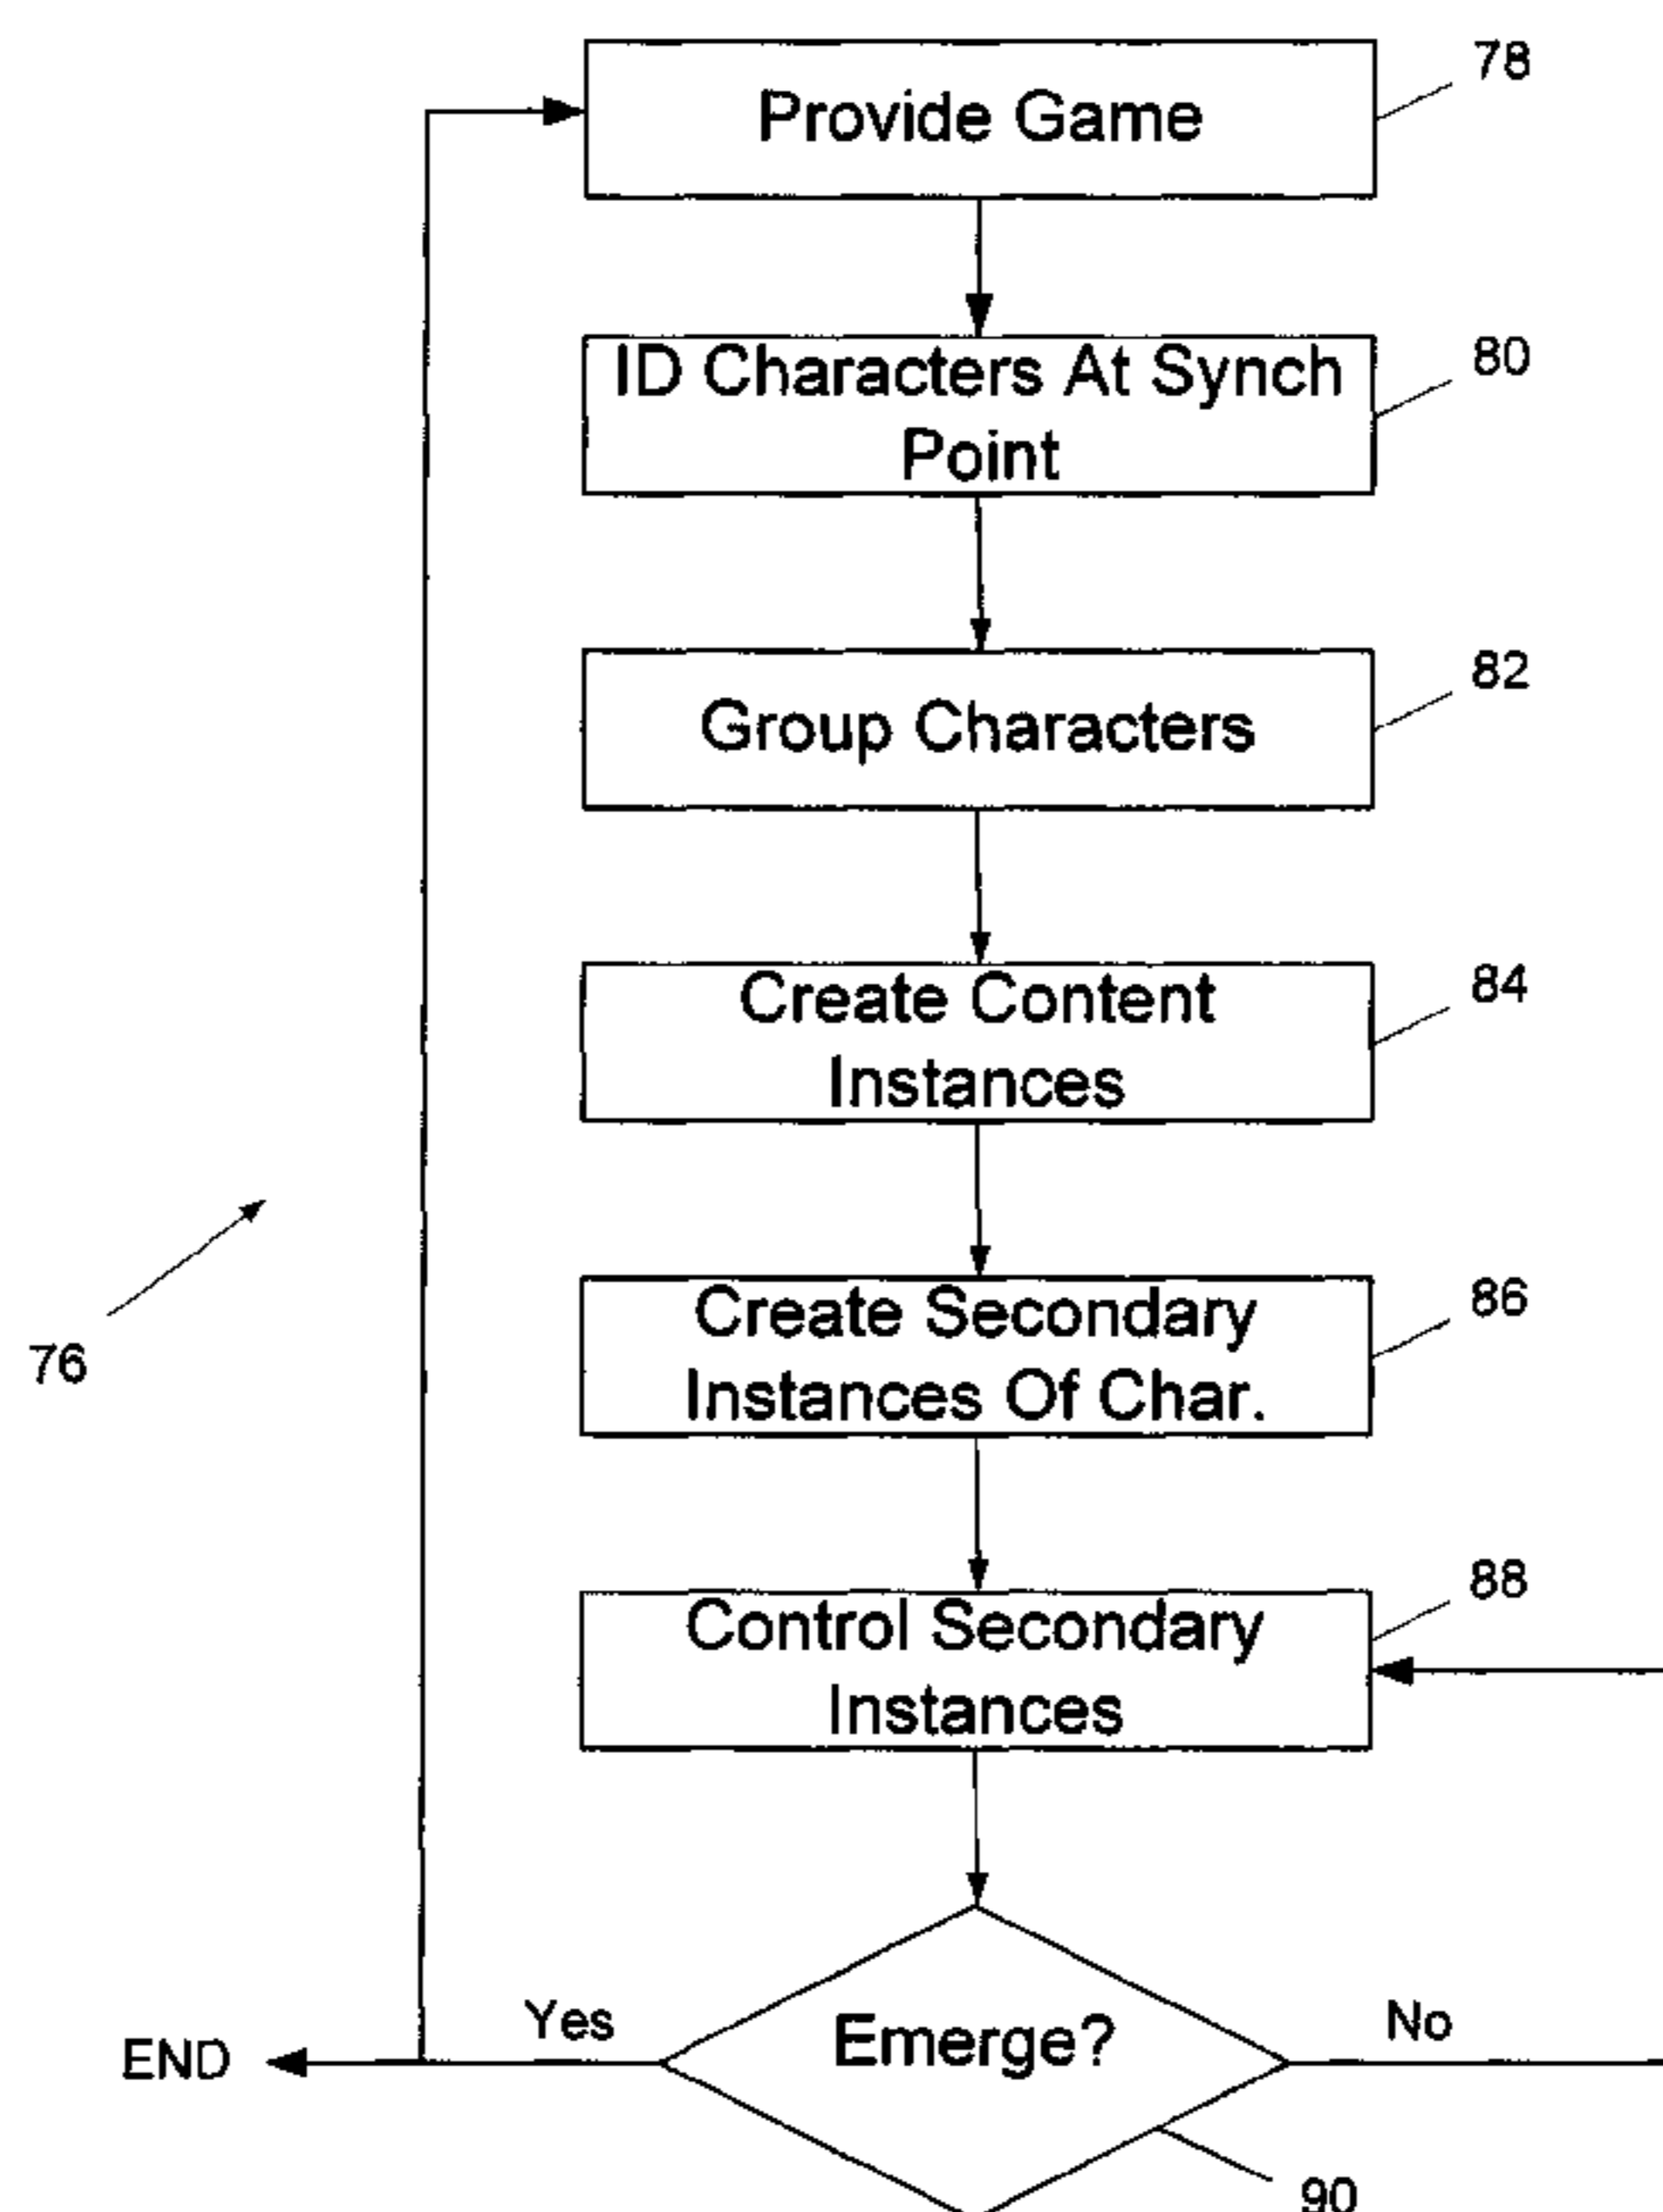 78
Provide Game
80
ID Characters At Synch
Point
82
Group Characters
84
Create Content
Instances
86
Create Secondary
Instances Of Char.
76
88
Control Secondary
Instances
Yes
No
END
Emerge?
90